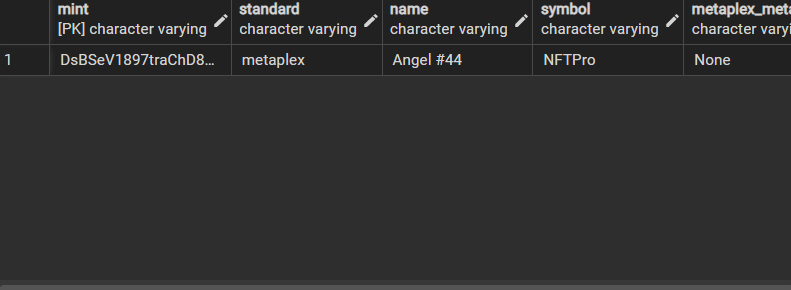 mint standard name symbol metaplex_meta
[PK] character varying character varying character varying character varying character varyi
1 DsBSeV1897traChD8... metaplex Angel #44 NFTPro None